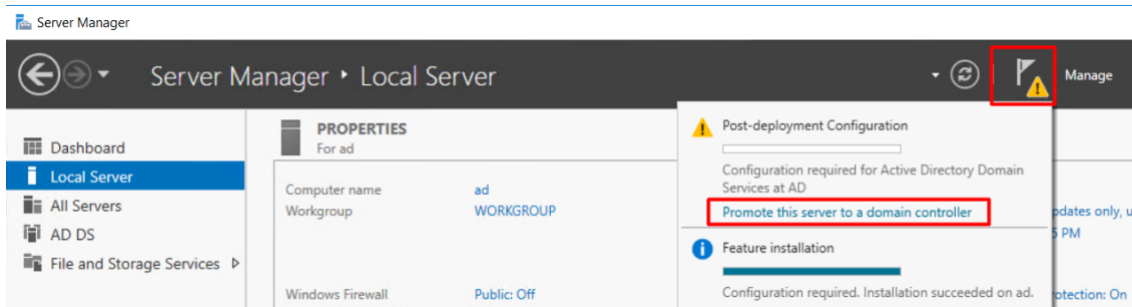 Server Manager
Server Manager • Local Server
Manage
Dashboard
Local Server
All Servers
AD DS
File and Storage Services
PROPERTIES
For ad
Computer name ad
Workgroup WORKGROUP
Windows Firewall Public: Off
Post-deployment Configuration
Configuration required for Active Directory Domain
Services at AD
Promote this server to a domain controller
Feature installation
Configuration required. Installation succeeded on ad.
updates only, u
PM
otection: On